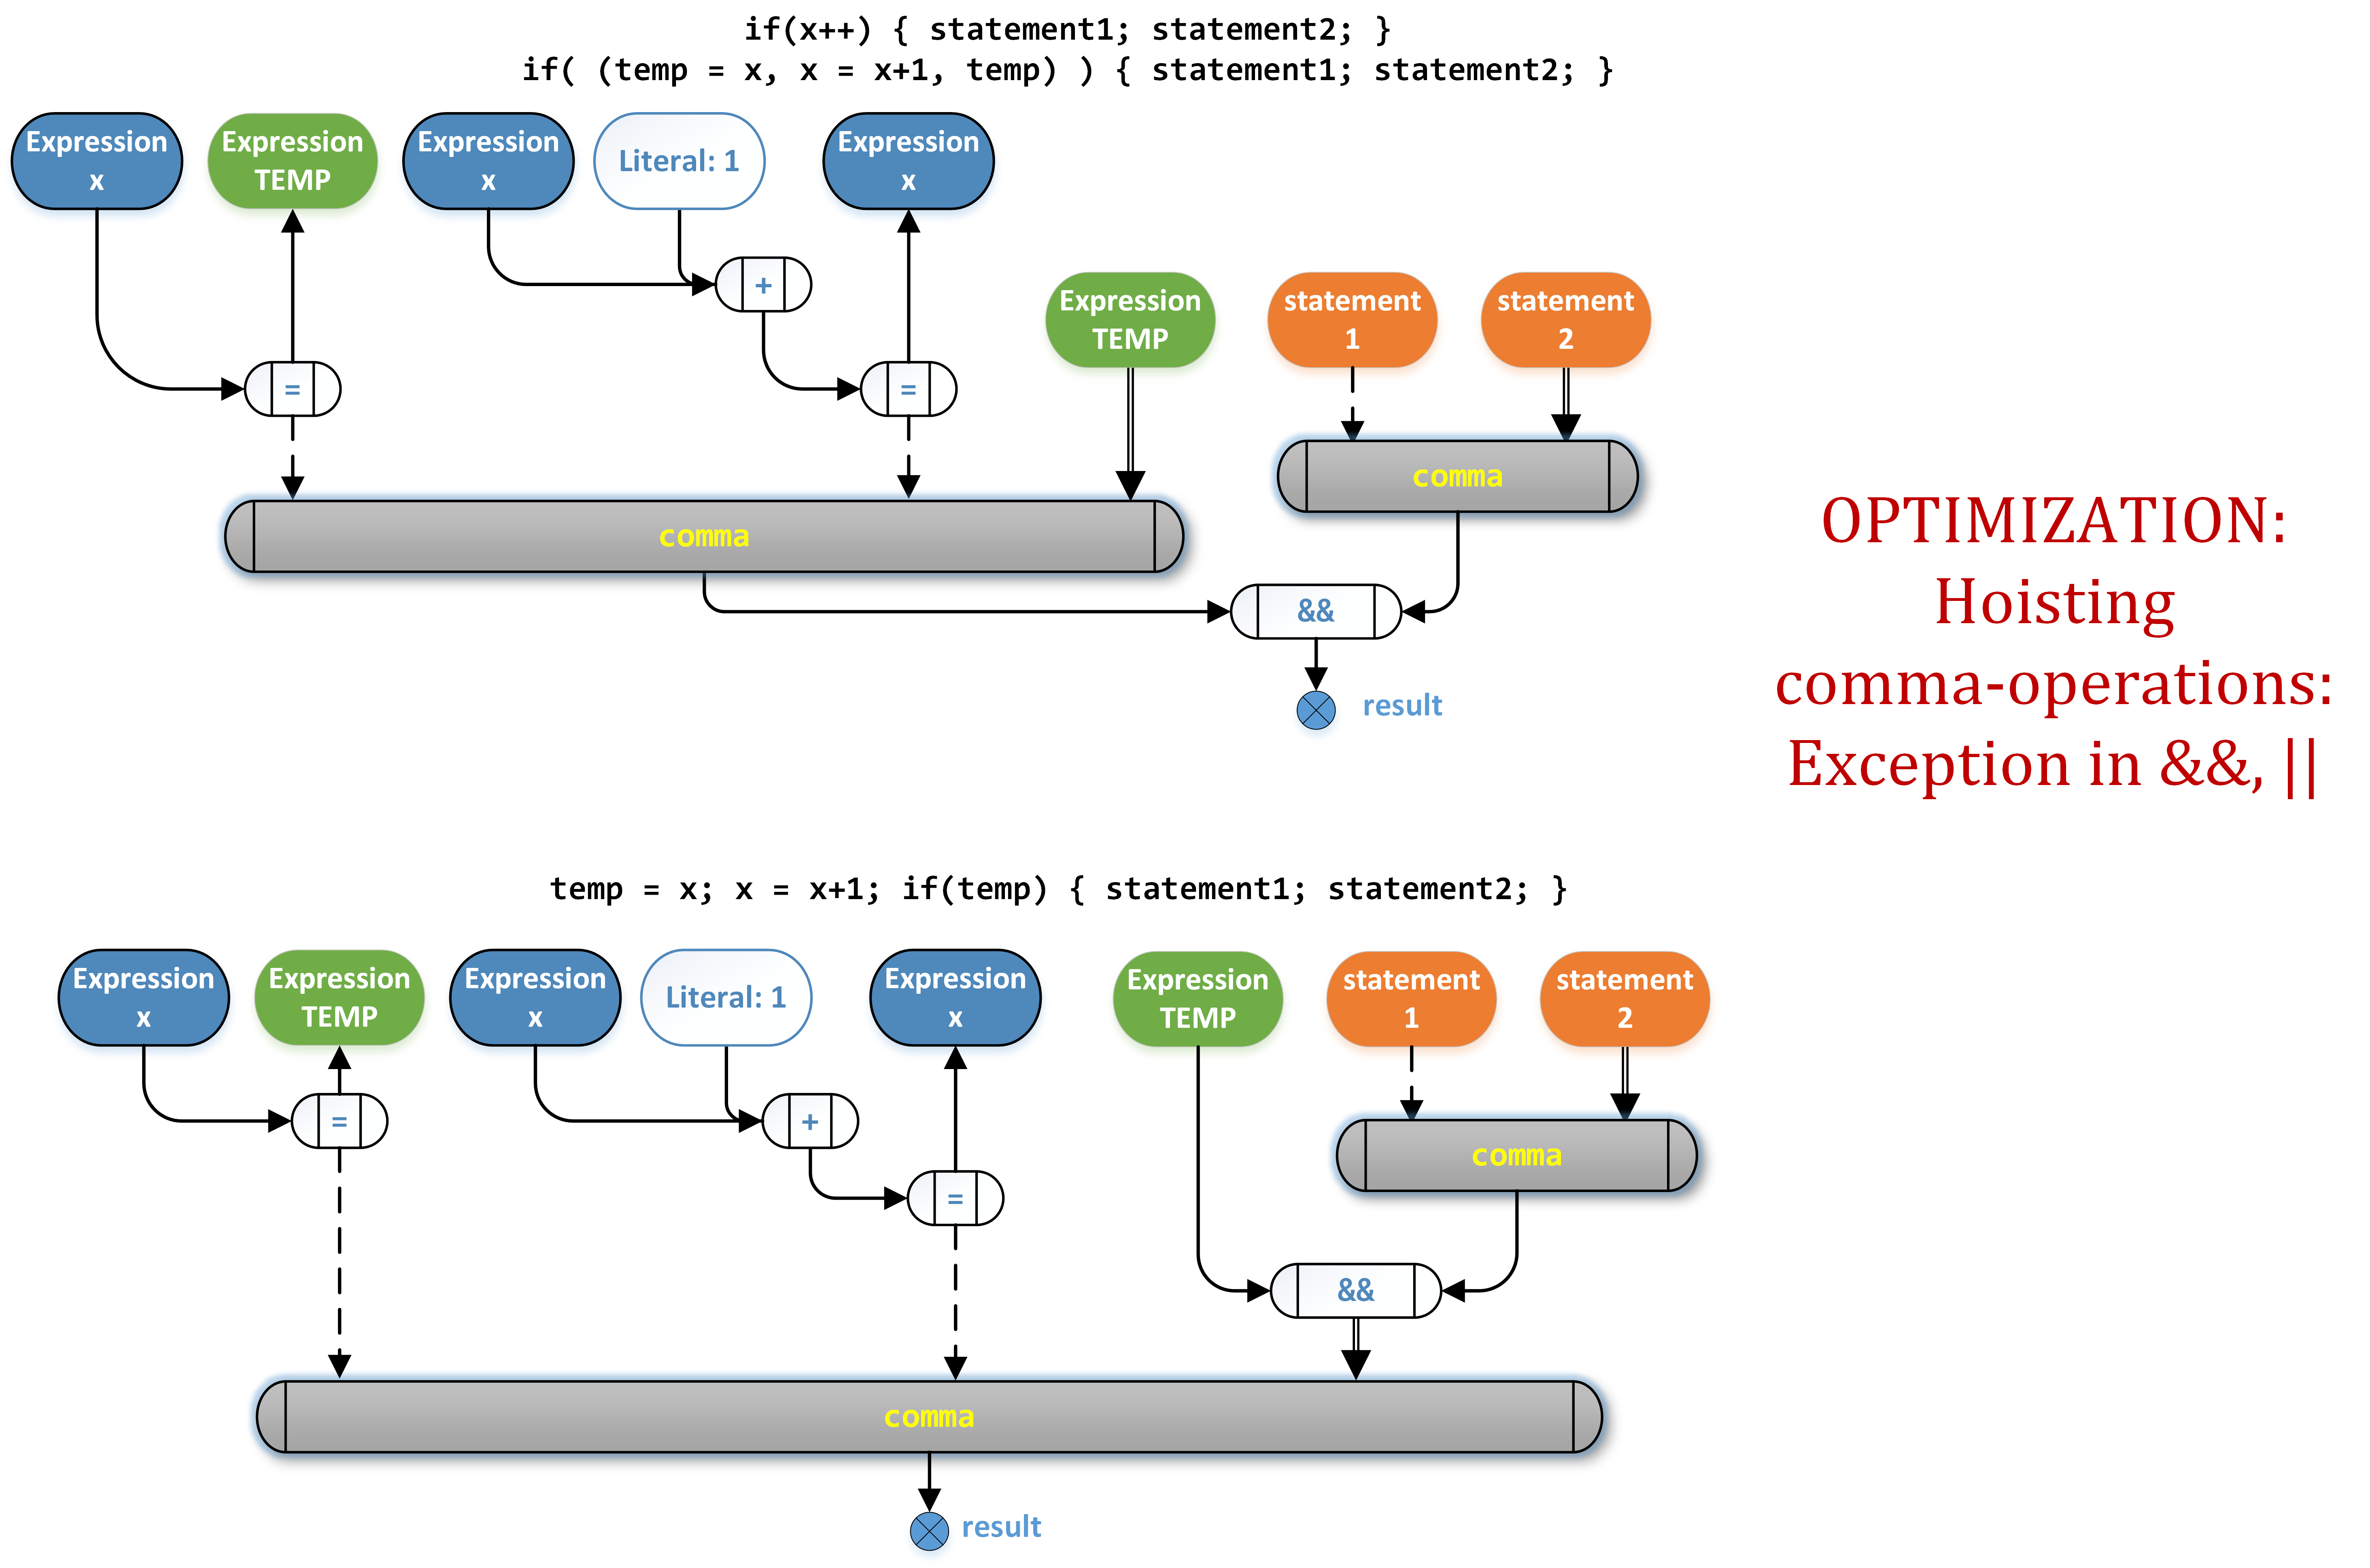 if(x++) { statement1; statement2; }
if( (temp = x, x = x+1, temp) ) { statement1; statement2; }
Expression
x
Expression
TEMP
Expression
x
Literal: 1
Expression
x
+
Expression
TEMP
statement
1
statement
2
=
=
comma
comma
&&
result
OPTIMIZATION:
Hoisting
comma-operations:
Exception in &&, ||
temp = x; x = x+1; if(temp) { statement1; statement2; }
Expression
x
Expression
TEMP
Expression
x
Literal: 1
Expression
x
Expression
TEMP
statement
1
statement
2
=
+
comma
=
&&
comma
result